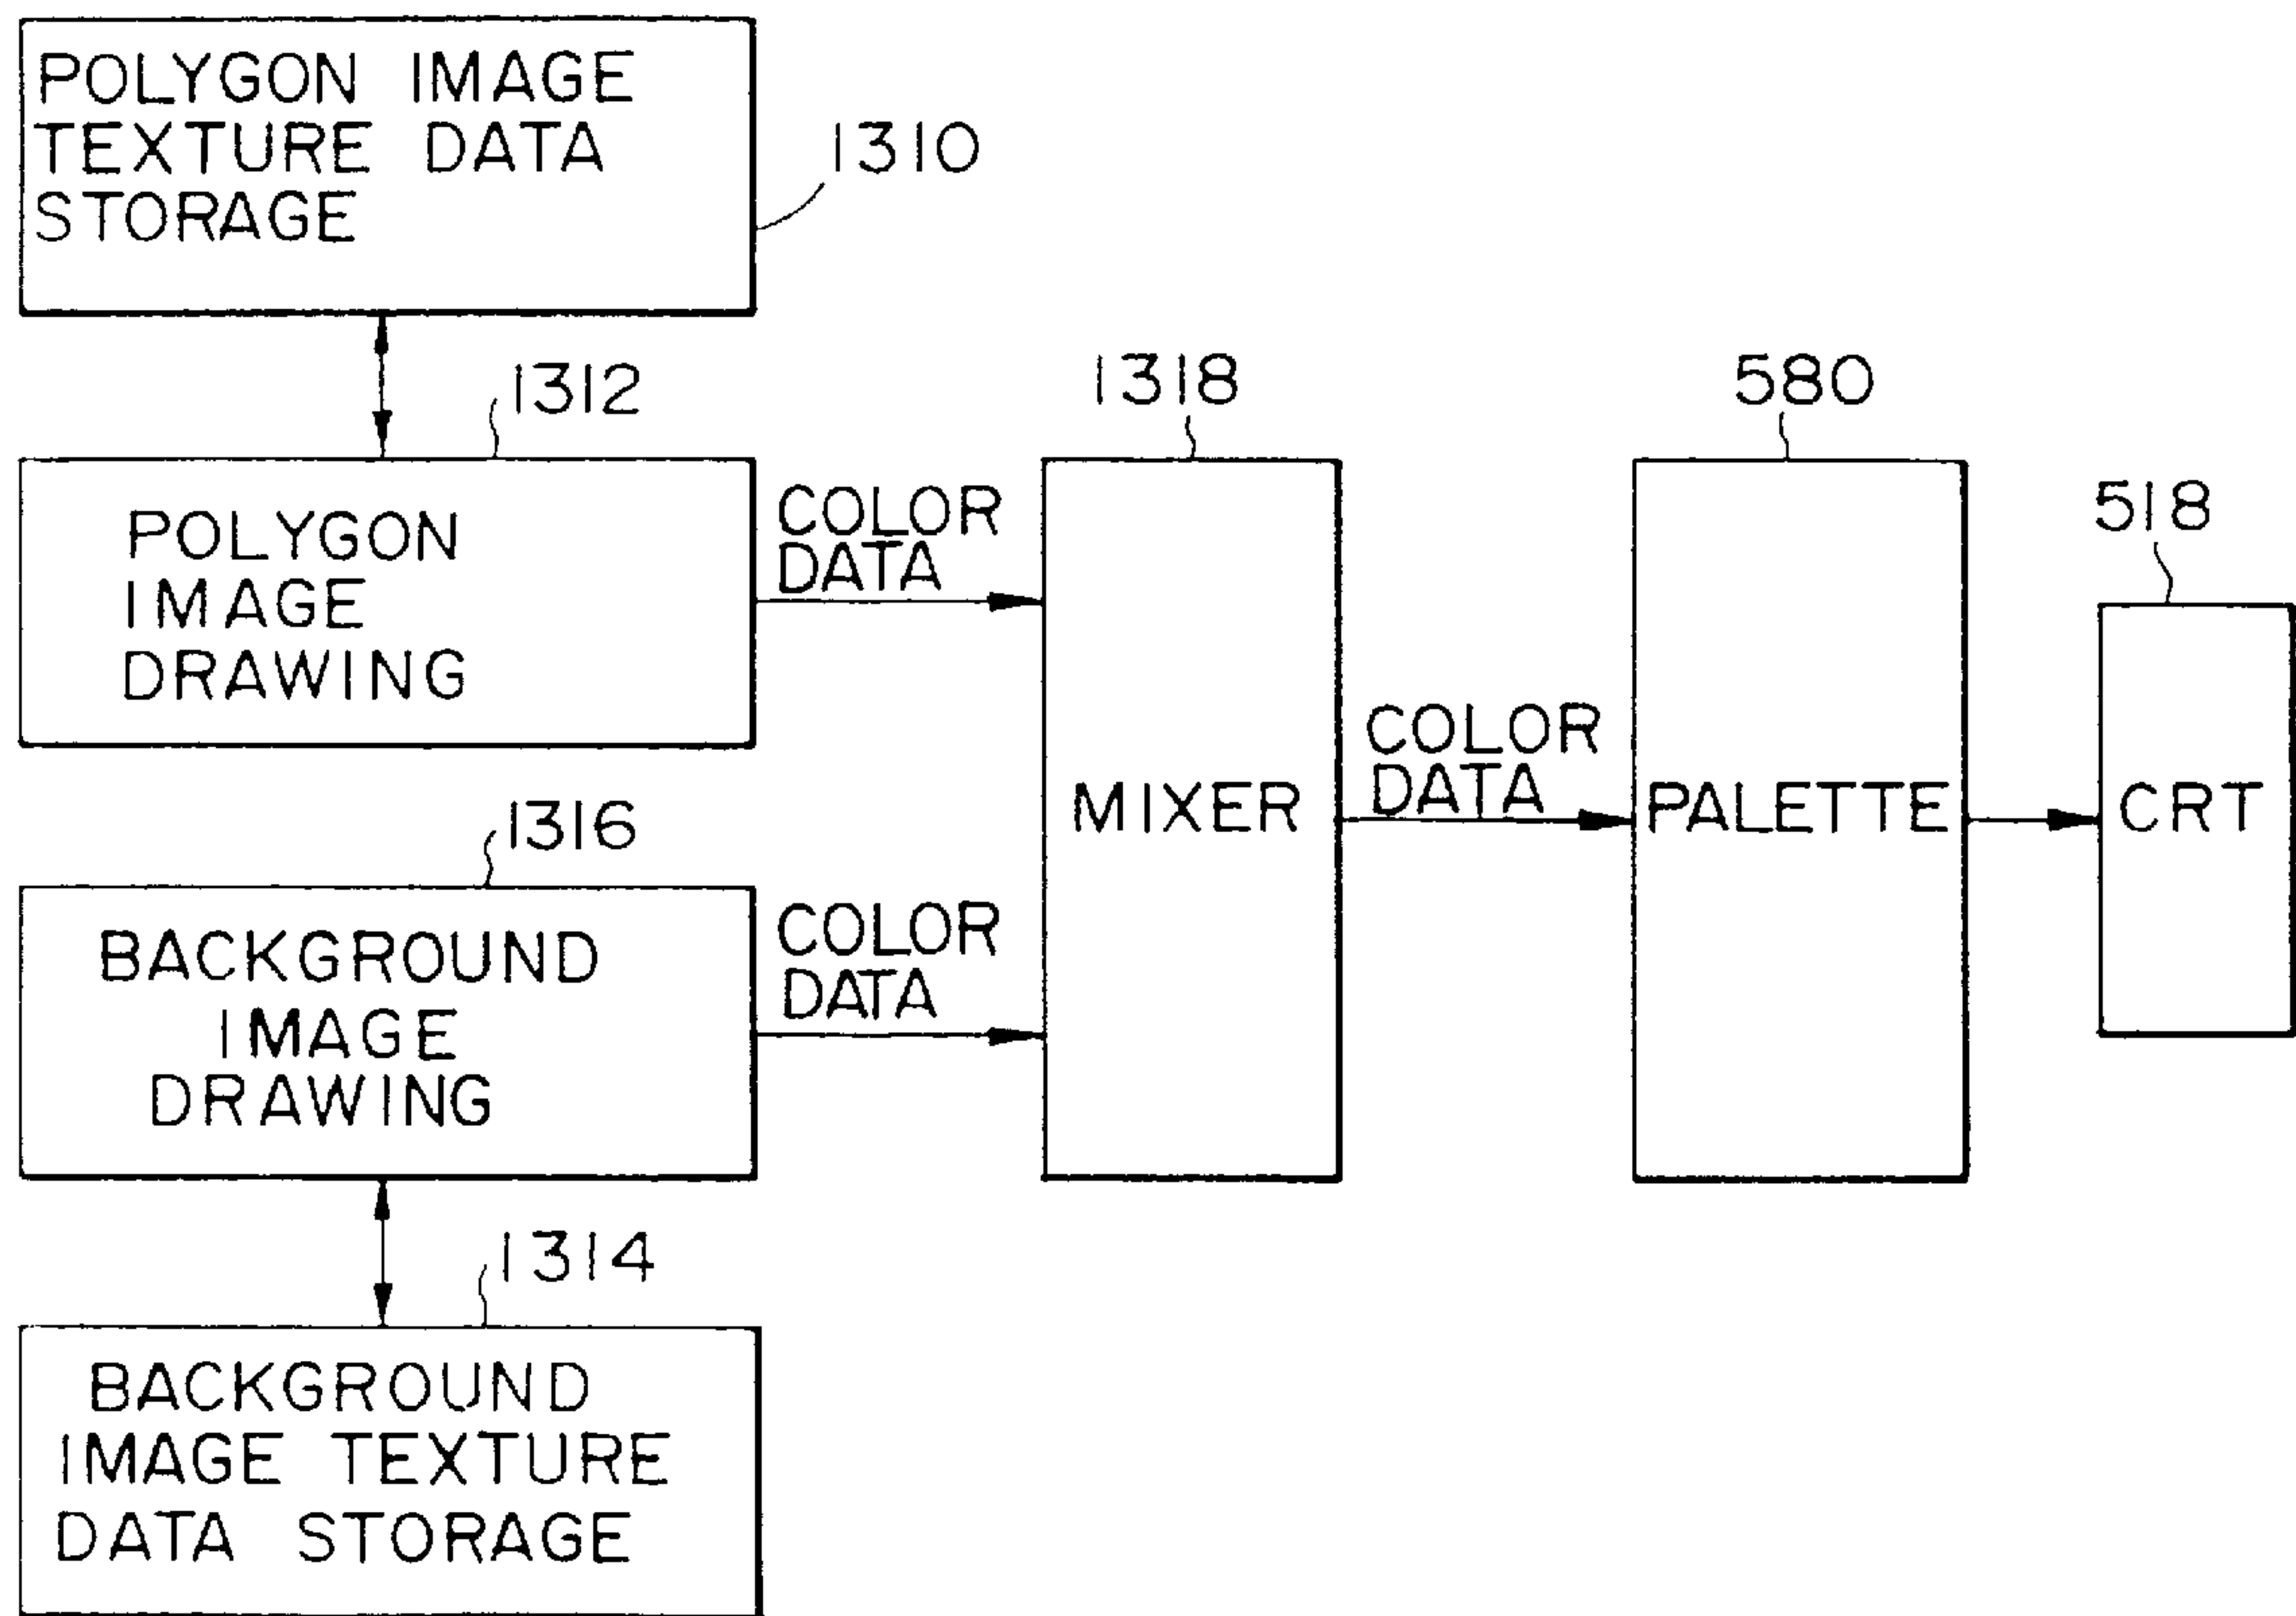 POLYGON IMAGE
TEXTURE DATA
STORAGE
1310
1312
POLYGON
IMAGE
DRAWING
COLOR
DATA
1318
MIXER
COLOR
DATA
580
PALETTE
518
CRT
1316
BACKGROUND
IMAGE
DRAWING
COLOR
DATA
1314
BACKGROUND
IMAGE TEXTURE
DATA STORAGE